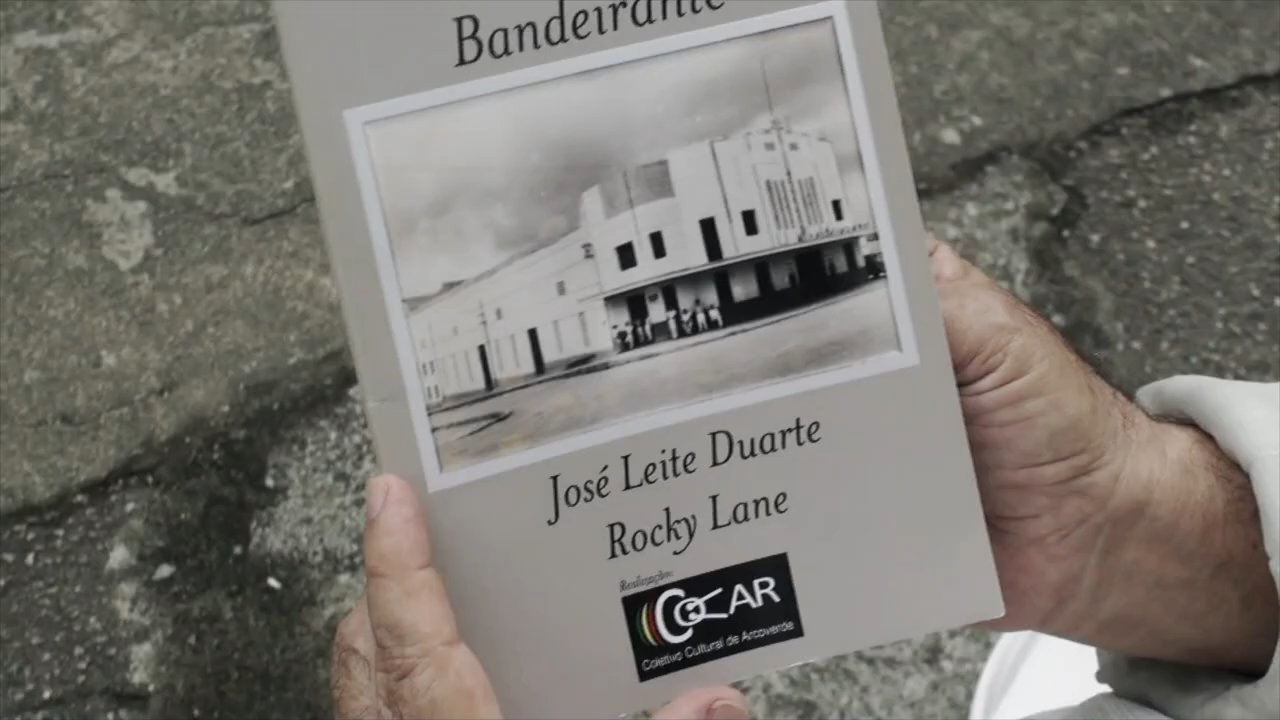 Bandeirante
José Leite Duarte
Rocky Lane
Realização:
COCAR
Coletivo Cultural de Arcoverde